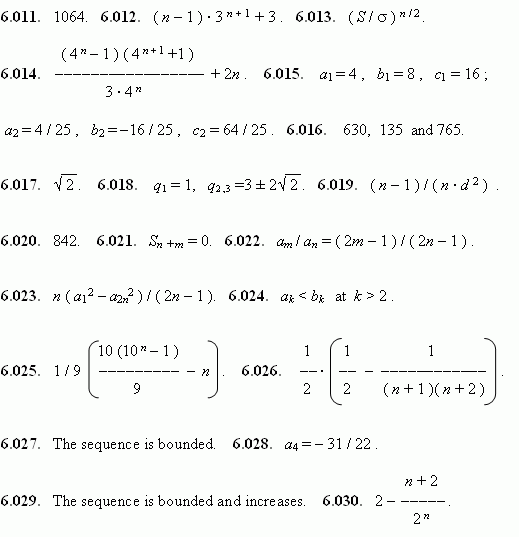 6.011. 1064. 6.012. (n – 1) · 3^(n+1) + 3. 6.013. (S / σ)^(n/2).
6.014. (4^n – 1)(4^(n+1) + 1) / (3 · 4^n) + 2n. 6.015. a₁ = 4, b₁ = 8, c₁ = 16;
a₂ = 4 / 25, b₂ = –16 / 25, c₂ = 64 / 25. 6.016. 630, 135 and 765.
6.017. √2. 6.018. q₁ = 1, q₂,₃ = 3 ± 2√2. 6.019. (n – 1) / (n · d²).
6.020. 842. 6.021. Sₙ₊ₘ = 0. 6.022. aₘ / aₙ = (2m – 1) / (2n – 1).
6.023. n (a₁² – a₂ₙ²) / (2n – 1). 6.024. aₖ < bₖ at k > 2.
6.025. 1 / 9 (10 (10^n – 1) / 9 – n). 6.026. 1/2 · (1/2 – 1 / ((n + 1)(n + 2))).
6.027. The sequence is bounded. 6.028. a₄ = – 31 / 22.
6.029. The sequence is bounded and increases. 6.030. 2 – (n + 2) / 2^n.